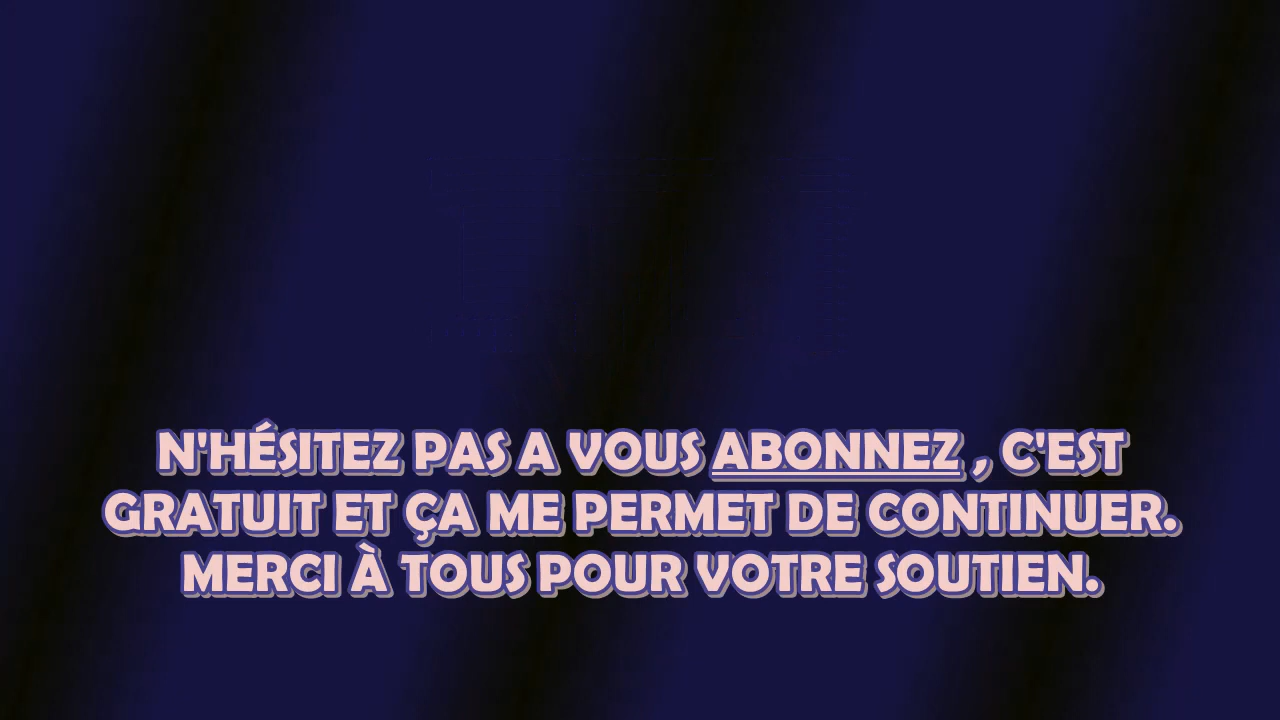 N'HÉSITEZ PAS A VOUS ABONNEZ , C'EST
GRATUIT ET ÇA ME PERMET DE CONTINUER.
MERCI À TOUS POUR VOTRE SOUTIEN.